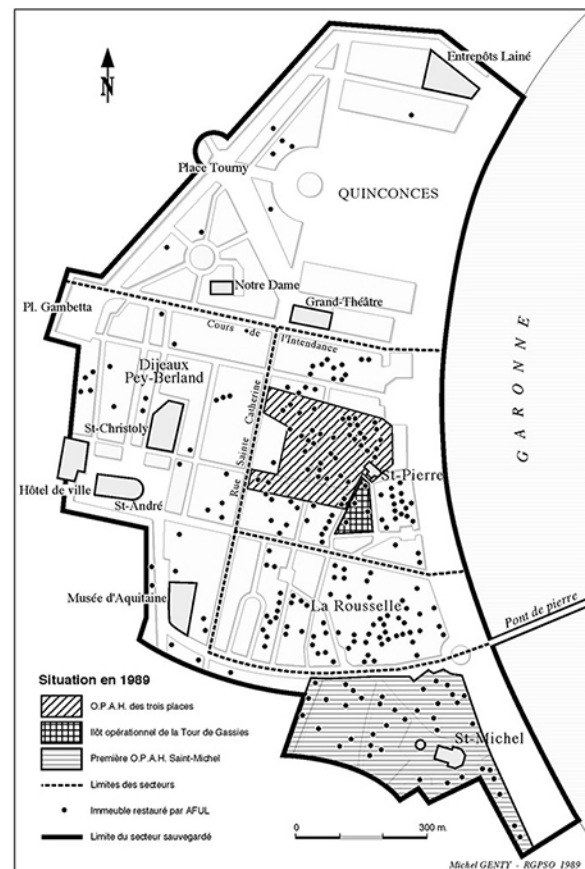 Entrepôts Lainé
N
Place Tourny
QUINCONCES
Notre Dame
Grand-Théâtre
Pl. Gambetta
Cours de l'Intendance
GARONNE
Dijeaux
Pey-Berland
Rue Sainte Catherine
St-Christoly
St-Pierre
Hôtel de ville
St-André
Musée d'Aquitaine
La Rousselle
Pont de pierre
St-Michel
Situation en 1989
O.P.A.H. des trois places
Ilôt opérationnel de la Tour de Gassies
Première O.P.A.H. Saint-Michel
Limites des secteurs
Immeuble restauré par AFUL
Limite du secteur sauvegardé
0 300 m.
Michel GENTY - RGPSO 1989